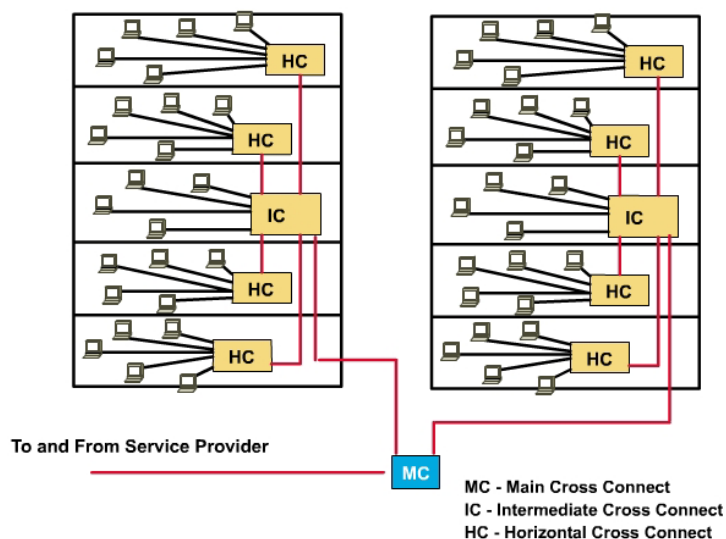 HC
HC
HC
HC
IC
IC
HC
HC
HC
HC
To and From Service Provider
MC
MC - Main Cross Connect
IC - Intermediate Cross Connect
HC - Horizontal Cross Connect